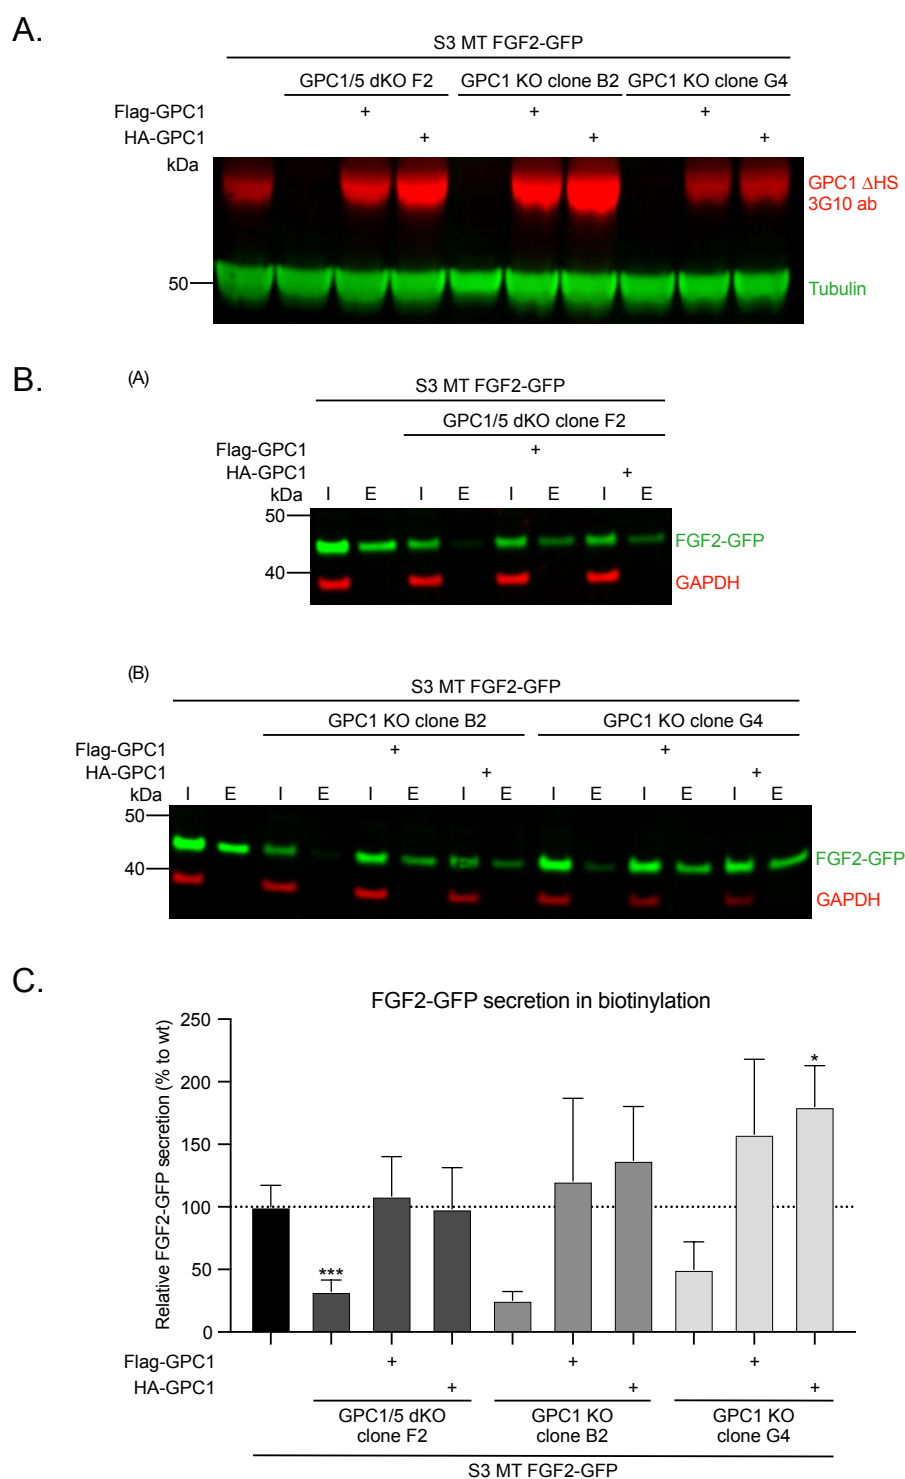 A.
S3 MT FGF2-GFP
GPC1/5 dKO F2 GPC1 KO clone B2 GPC1 KO clone G4
Flag-GPC1 + + +
HA-GPC1 + + +
kDa
GPC1 ΔHS
3G10 ab
50
Tubulin
B.
(A)
S3 MT FGF2-GFP
GPC1/5 dKO clone F2
Flag-GPC1 +
HA-GPC1 +
kDa I E I E I E I E
50
FGF2-GFP
40
GAPDH
(B)
S3 MT FGF2-GFP
GPC1 KO clone B2 GPC1 KO clone G4
Flag-GPC1 + +
HA-GPC1 + +
kDa I E I E I E I E I E I E I E
50
FGF2-GFP
40
GAPDH
C.
FGF2-GFP secretion in biotinylation
Relative FGF2-GFP secretion (% to wt)
250
200
150
100
50
0
***
*
Flag-GPC1 + + +
HA-GPC1 + + +
GPC1/5 dKO GPC1 KO GPC1 KO
clone F2 clone B2 clone G4
S3 MT FGF2-GFP